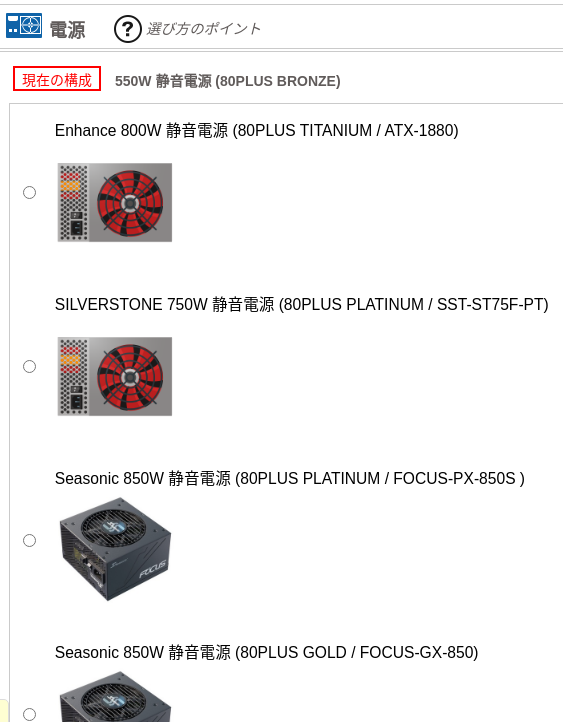 電源
選び方のポイント
現在の構成 550W 静音電源 (80PLUS BRONZE)
Enhance 800W 静音電源 (80PLUS TITANIUM / ATX-1880)
SILVERSTONE 750W 静音電源 (80PLUS PLATINUM / SST-ST75F-PT)
Seasonic 850W 静音電源 (80PLUS PLATINUM / FOCUS-PX-850S )
FOCUS
Seasonic 850W 静音電源 (80PLUS GOLD / FOCUS-GX-850)